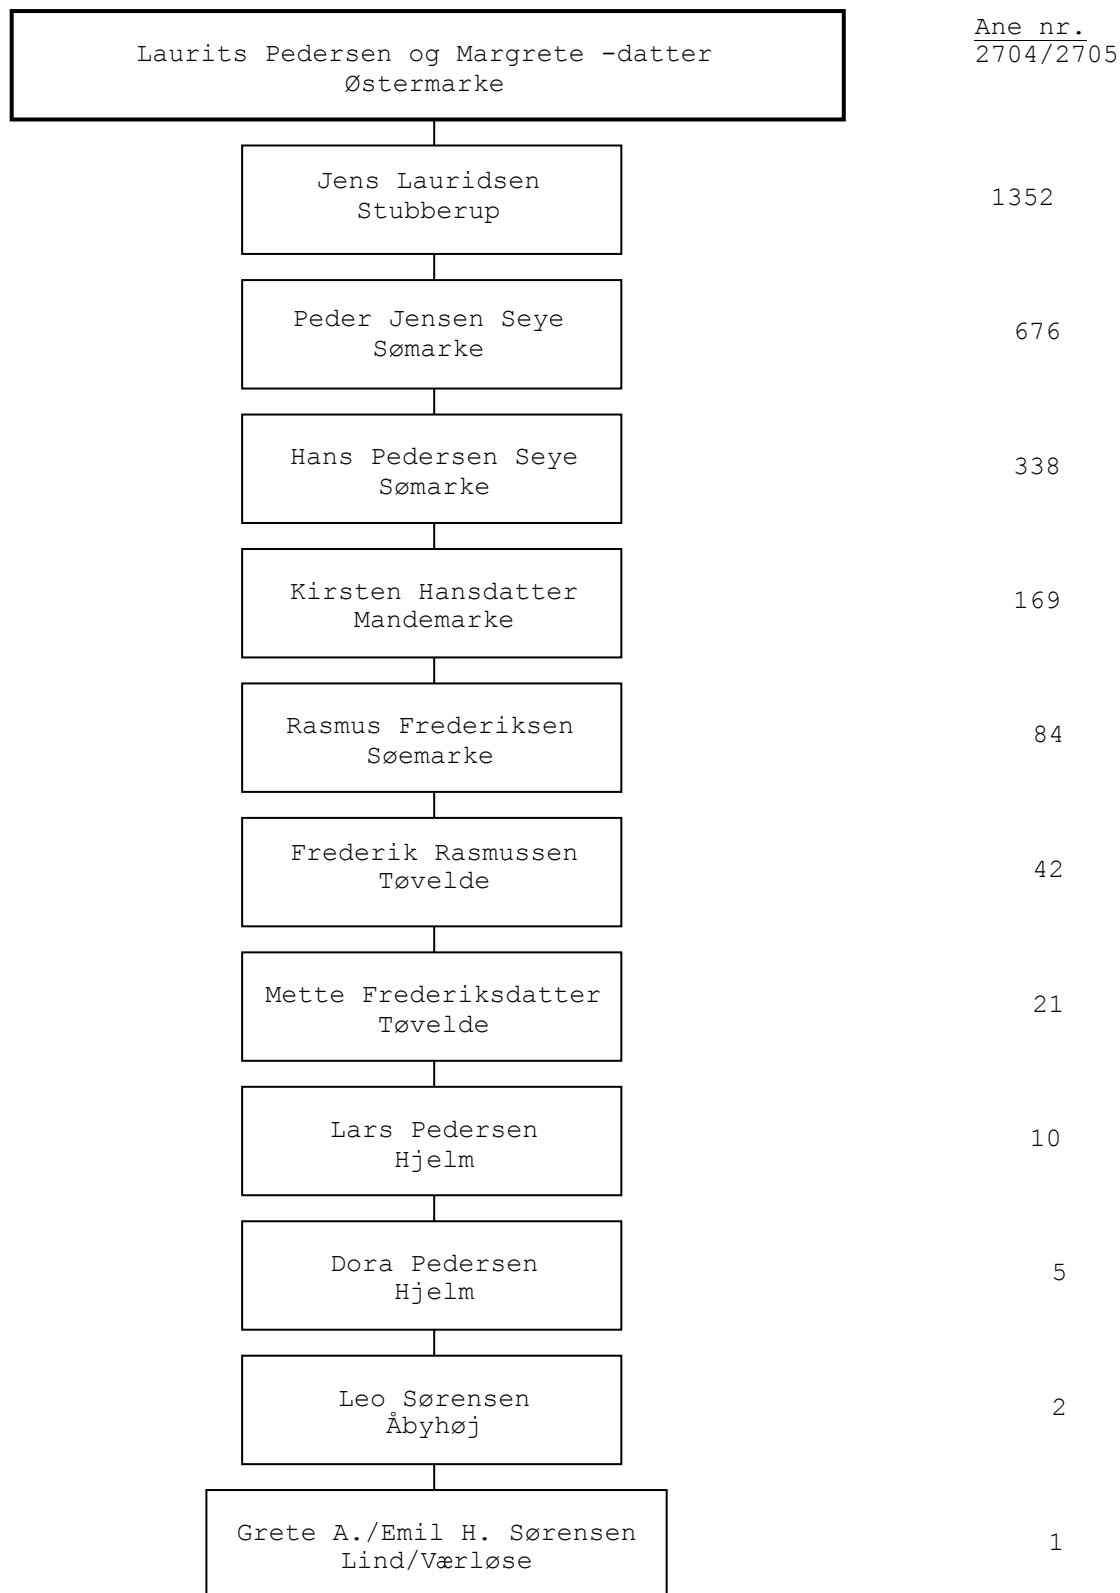 Ane nr.
Laurits Pedersen og Margrete -datter
2704/2705
Østermarke
Jens Lauridsen
Stubberup
1352
Peder Jensen Seye
Sømarke
676
Hans Pedersen Seye
Sømarke
338
Kirsten Hansdatter
Mandemarke
169
Rasmus Frederiksen
Søemarke
84
Frederik Rasmussen
Tøvelde
42
Mette Frederiksdatter
Tøvelde
21
Lars Pedersen
Hjelm
10
Dora Pedersen
Hjelm
5
Leo Sørensen
Åbyhøj
2
Grete A./Emil H. Sørensen
Lind/Værløse
1